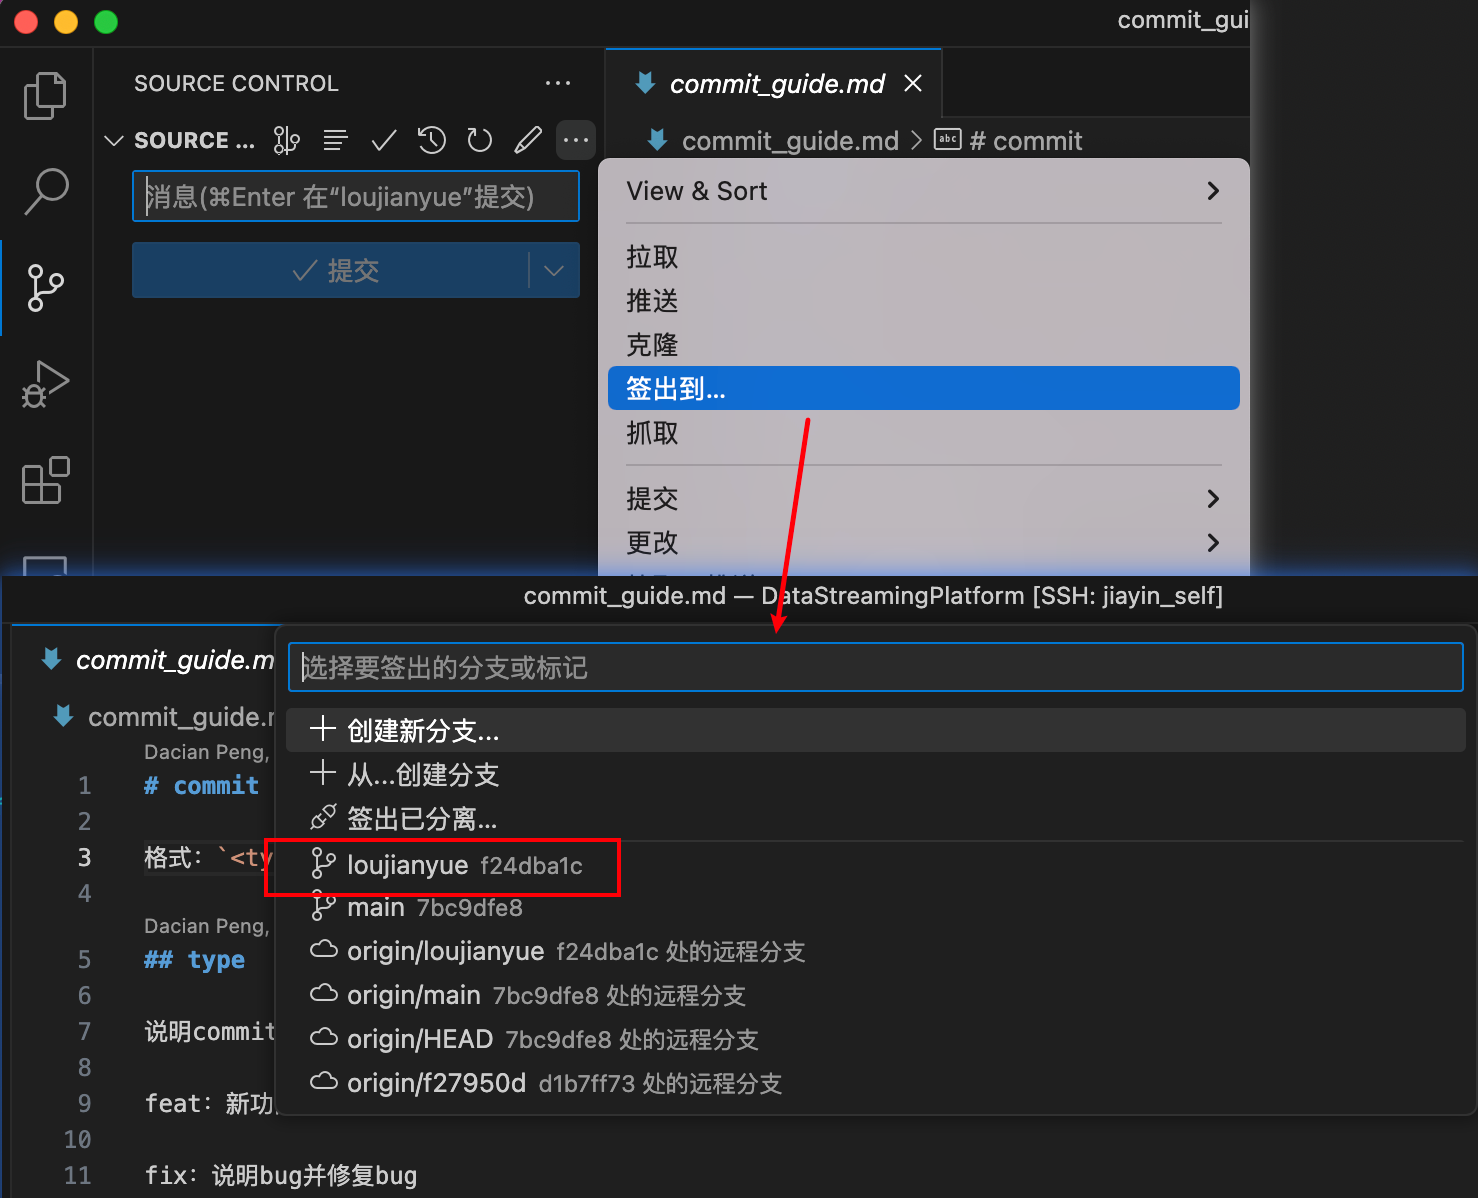 commit_gui
SOURCE CONTROL
commit_guide.md
SOURCE ...
commit_guide.md > # commit
消息(⌘Enter 在“loujianyue”提交)
提交
View & Sort
拉取
推送
克隆
签出到...
抓取
提交
更改
commit_guide.md — DataStreamingPlatform [SSH: jiayin_self]
commit_guide.m
选择要签出的分支或标记
commit_guide.
创建新分支...
从...创建分支
签出已分离...
loujianyue f24dba1c
main 7bc9dfe8
origin/loujianyue f24dba1c 处的远程分支
origin/main 7bc9dfe8 处的远程分支
origin/HEAD 7bc9dfe8 处的远程分支
origin/f27950d d1b7ff73 处的远程分支
Dacian Peng,
1 # commit
2
3 格式：`<ty
4
Dacian Peng,
5 ## type
6
7 说明commit
8
9 feat：新功
10
11 fix：说明bug并修复bug